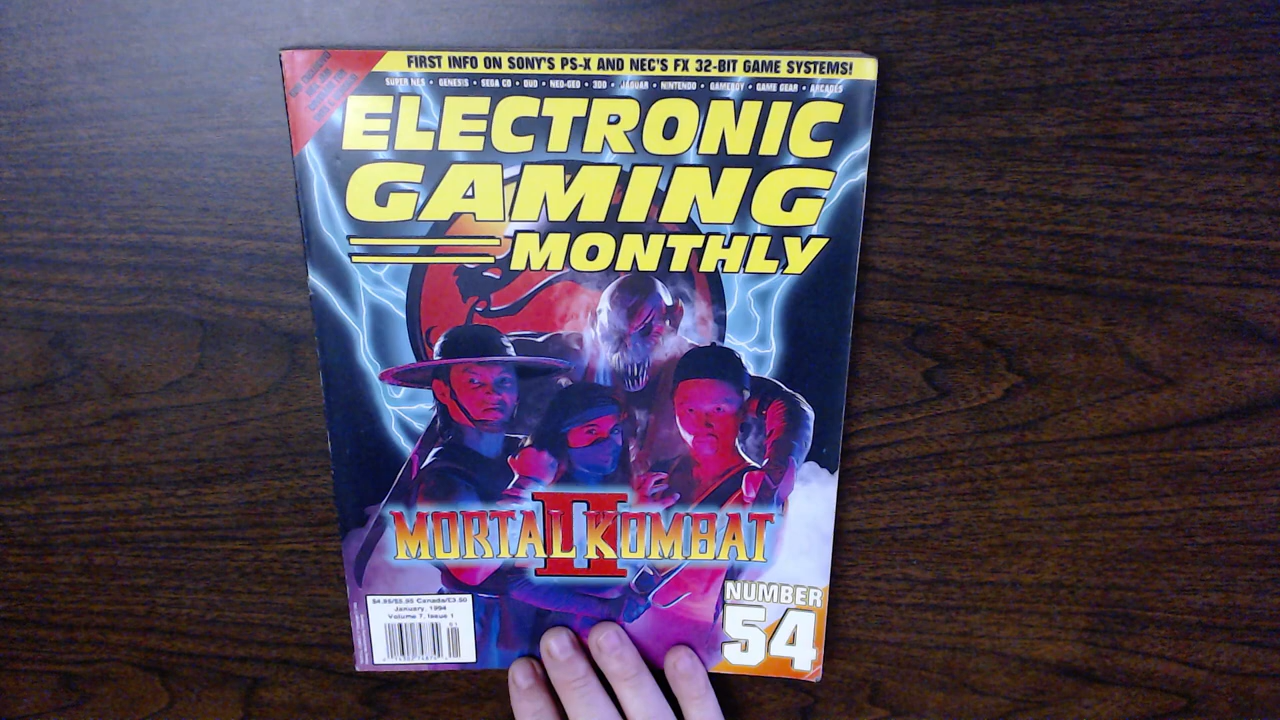 FIRST INFO ON SONY'S PS-X AND NEC'S FX 32-BIT GAME SYSTEMS!
SUPER NES • GENESIS • SEGA CD • DUO • NEO-GEO • 3DO • JAGUAR • NINTENDO • GAMEBOY • GAME GEAR • ARCADES
ELECTRONIC
GAMING
MONTHLY
MORTAL KOMBAT
II
$4.95/$5.95 Canada/£3.50
January, 1994
Volume 7, Issue 1
01
NUMBER
54